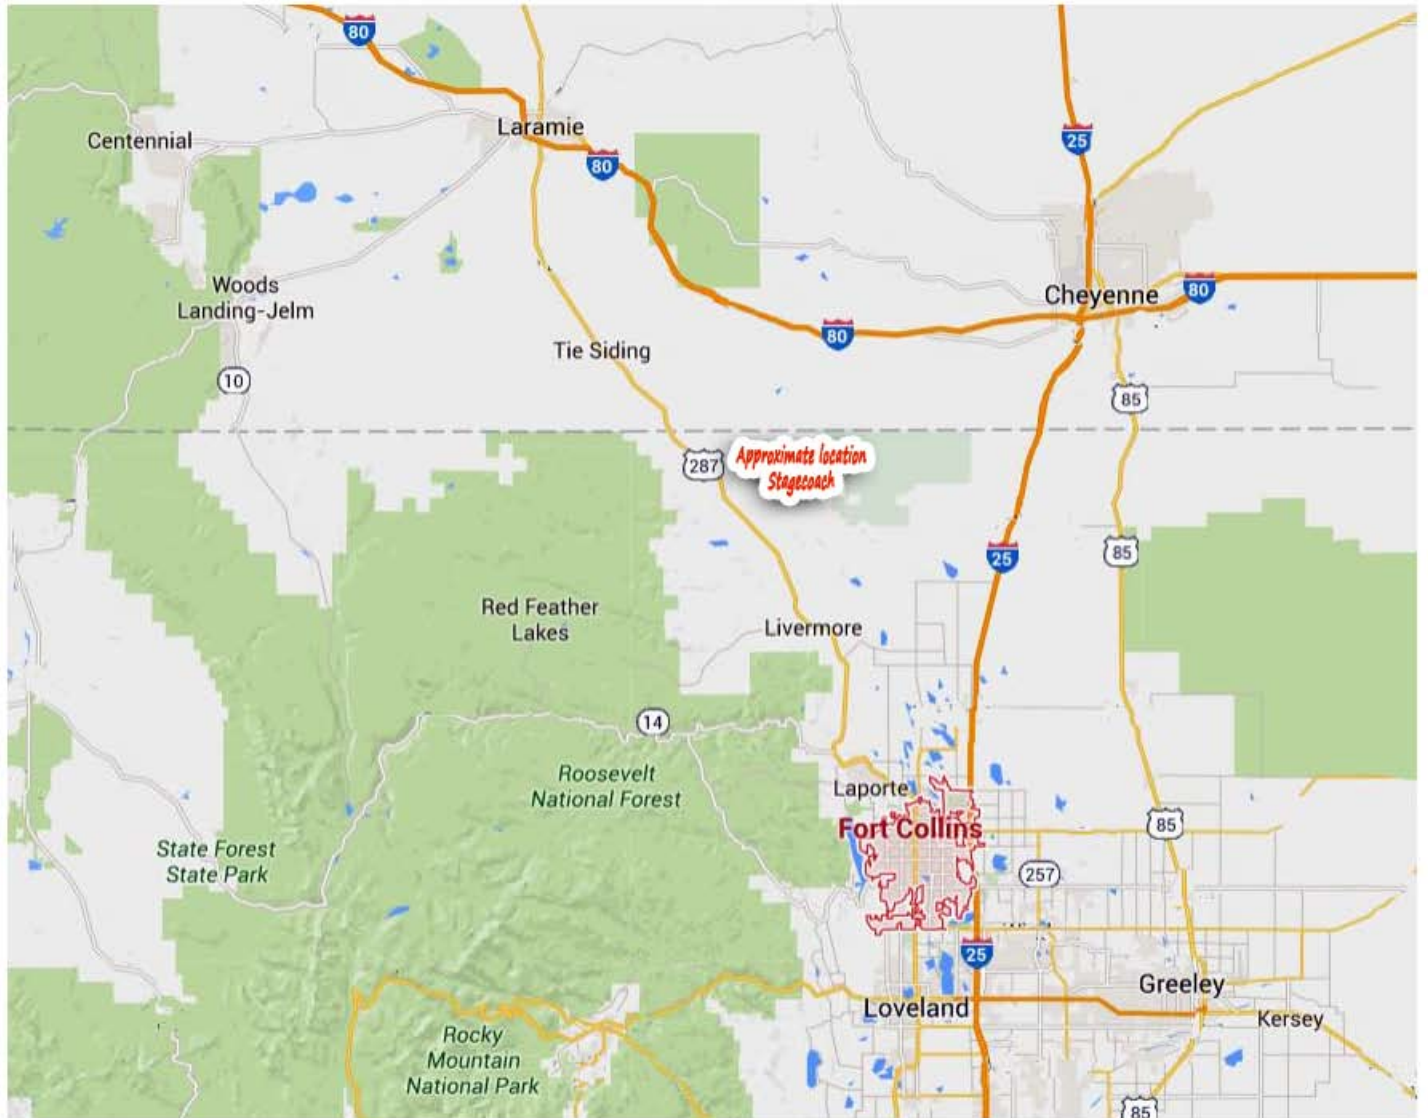 80
25
Centennial
Laramie
80
Woods
Landing-Jelm
Cheyenne
80
80
Tie Siding
10
85
287
Approximate location
Stagecoach
25
85
Red Feather
Lakes
Livermore
14
Roosevelt
National Forest
Laporte
Fort Collins
85
State Forest
State Park
257
25
Greeley
Loveland
Kersey
Rocky
Mountain
National Park
85